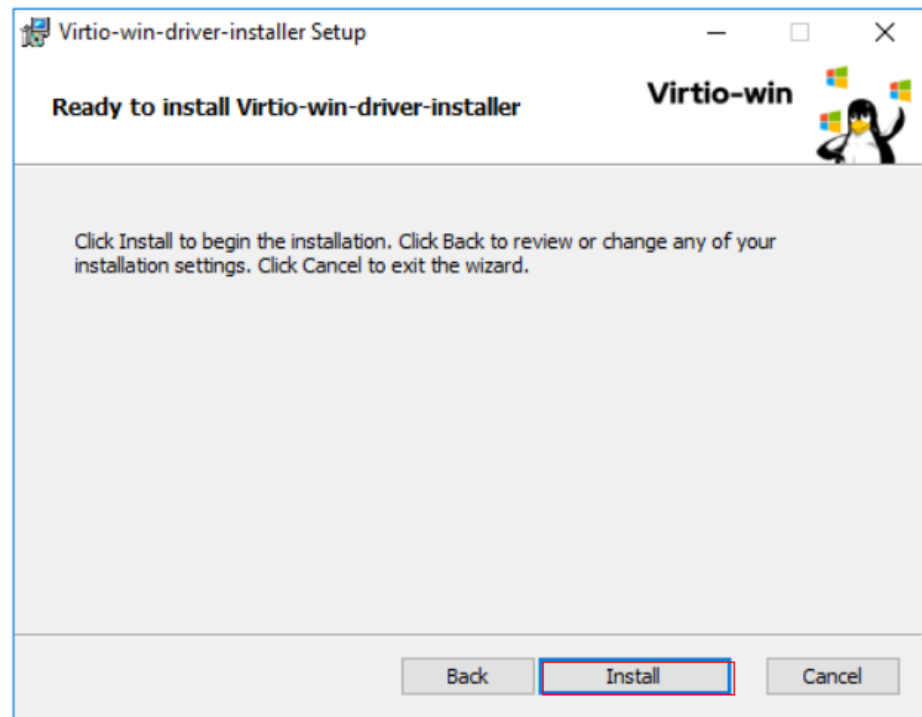 Virtio-win-driver-installer Setup
Ready to install Virtio-win-driver-installer
Virtio-win
Click Install to begin the installation. Click Back to review or change any of your
installation settings. Click Cancel to exit the wizard.
Back
Install
Cancel